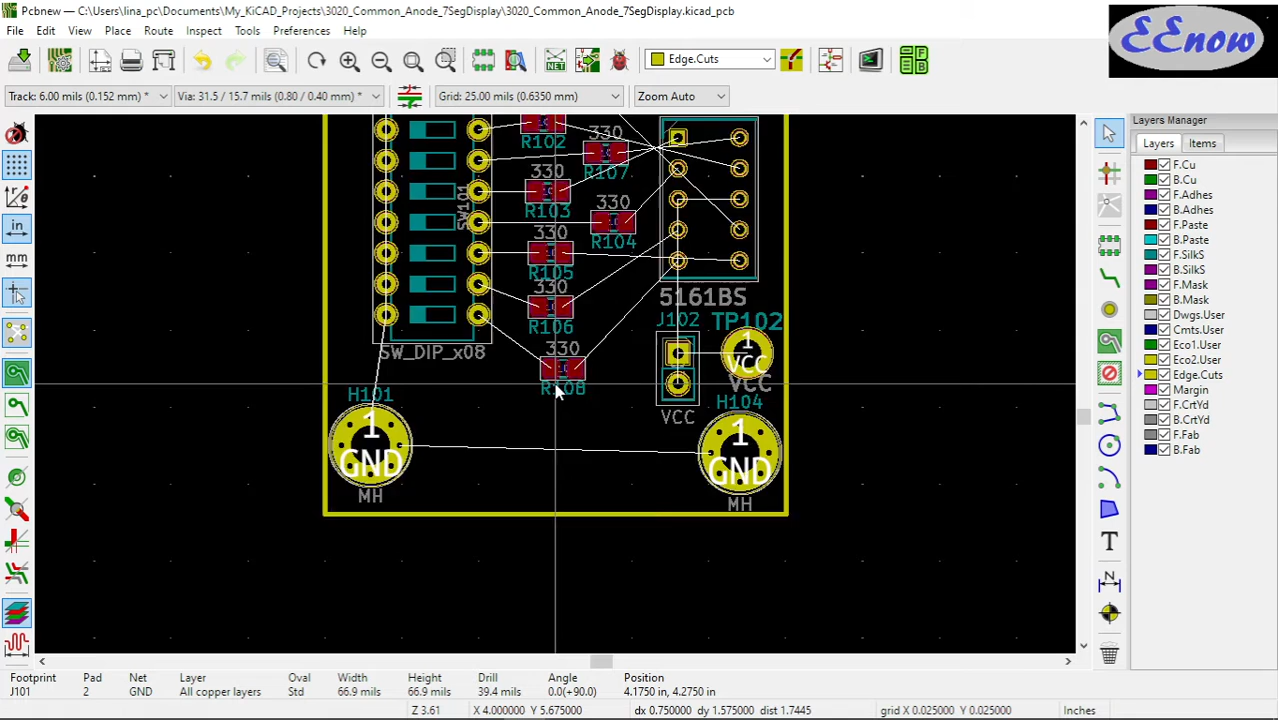 Pcbnew — C:\Users\lina_pc\Documents\My_KiCAD_Projects\3020_Common_Anode_7SegDisplay\3020_Common_Anode_7SegDisplay.kicad_pcb
EEnow
File Edit View Place Route Inspect Tools Preferences Help
NET
Edge.Cuts
Track: 6.00 mils (0.152 mm) *
Via: 31.5 / 15.7 mils (0.80 / 0.40 mm) *
Grid: 25.00 mils (0.6350 mm)
Zoom Auto
in
mm
R102
330
R107
330
R103
SW101
330
R104
330
R105
330
R106
330
R108
SW_DIP_x08
5161BS
J102
TP102
1
VCC
VCC
VCC
H101
1
GND
MH
H104
1
GND
MH
Layers Manager
Layers Items
F.Cu
B.Cu
F.Adhes
B.Adhes
F.Paste
B.Paste
F.SilkS
B.SilkS
F.Mask
B.Mask
Dwgs.User
Cmts.User
Eco1.User
Eco2.User
Edge.Cuts
Margin
F.CrtYd
B.CrtYd
F.Fab
B.Fab
T
N
Footprint Pad Net Layer Oval Width Height Drill Angle Position
J101 2 GND All copper layers Std 66.9 mils 66.9 mils 39.4 mils 0.0(+90.0) 4.1750 in, 4.2750 in
Z 3.61 X 4.000000 Y 5.675000 dx 0.750000 dy 1.575000 dist 1.7445 grid X 0.025000 Y 0.025000 Inches